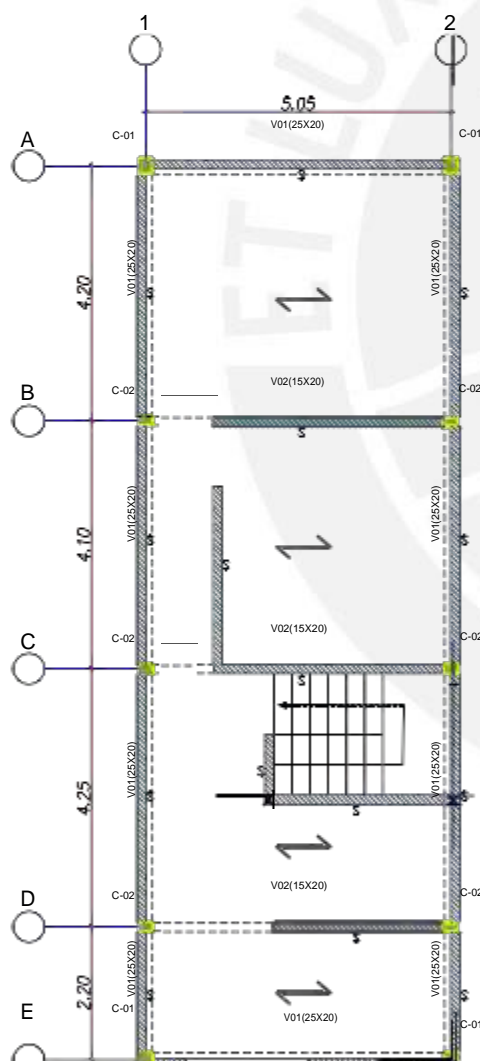 1
2
5.05
V01(25X20)
C-01
C-01
A
$
V01(25X20)
V01(25X20)
4.20
$
$
V02(15X20)
C-02
C-02
B
S
V01(25X20)
V01(25X20)
4.10
$
$
$
V02(15X20)
C-02
C-02
C
S
V01(25X20)
V01(25X20)
4.25
S
$
$
S
V02(15X20)
C-02
C-02
D
S
V01(25X20)
V01(25X20)
2.20
$
$
C-01
V01(25X20)
C-01
E
ET LUX